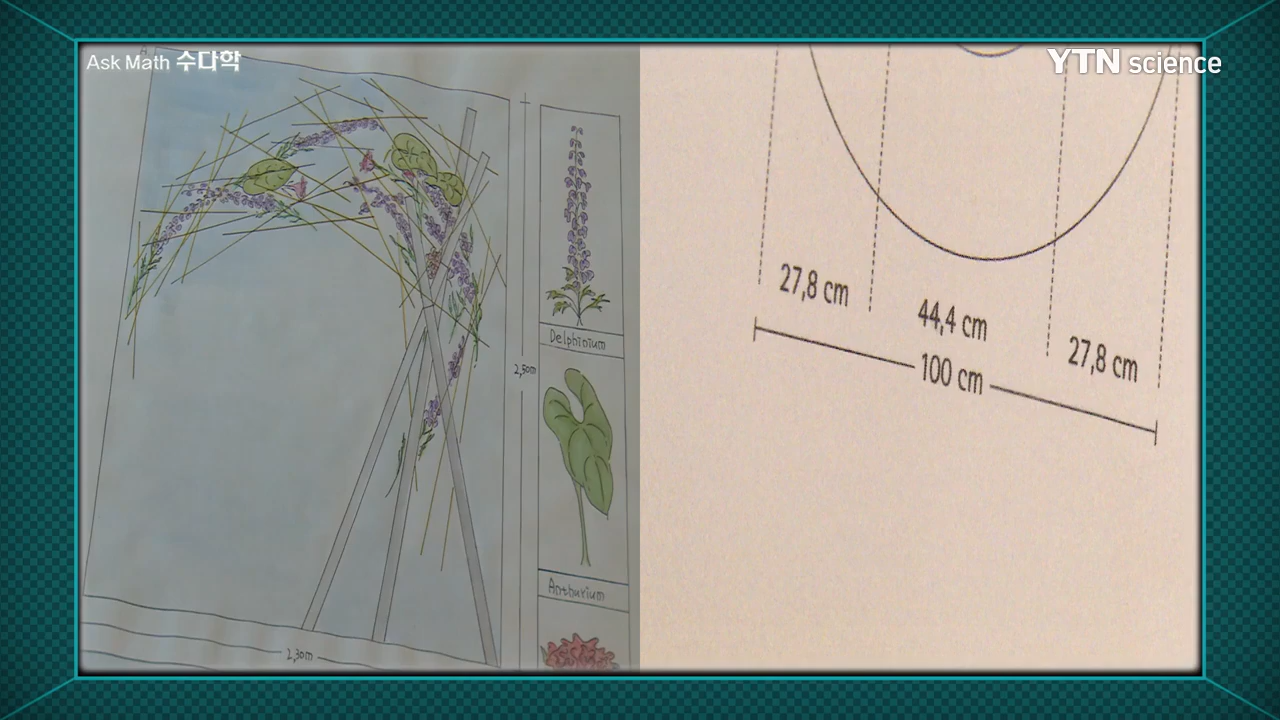 Ask Math 수다학
YTN science
Delphinium
2,50m
Anthurium
2,30m
27,8 cm
44,4 cm
27,8 cm
100 cm